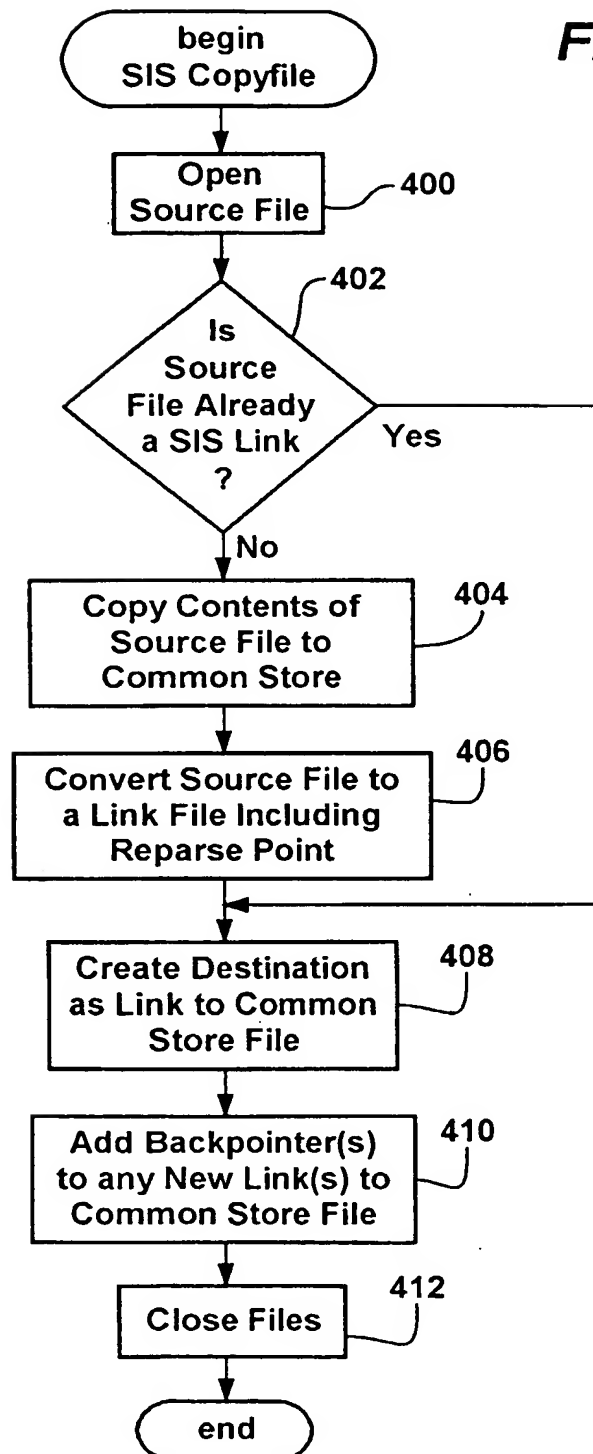 begin
SIS Copyfile
Open
Source File
400
402
Is
Source
File Already
a SIS Link
?
Yes
No
Copy Contents of
Source File to
Common Store
404
Convert Source File to
a Link File Including
Reparse Point
406
Create Destination
as Link to Common
Store File
408
Add Backpointer(s)
to any New Link(s) to
Common Store File
410
Close Files
412
end